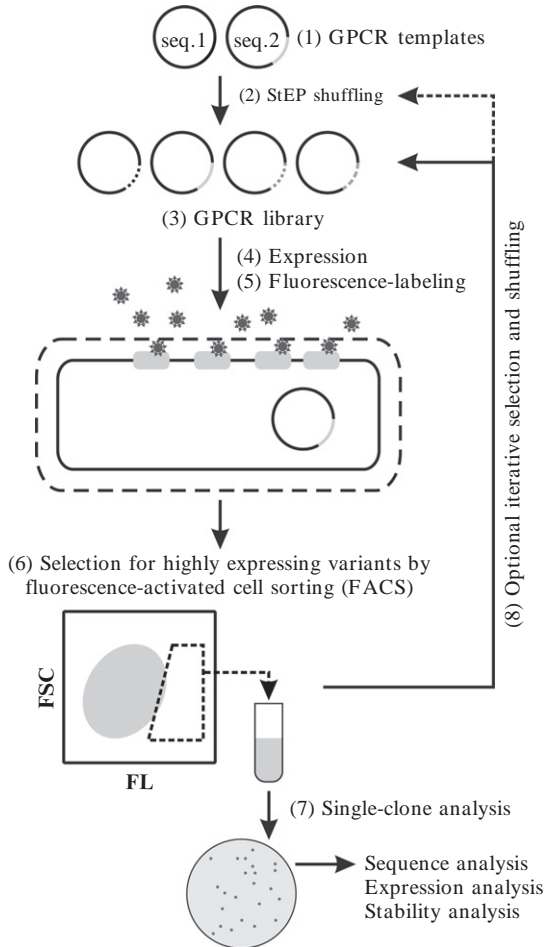 seq.1
seq.2
(1) GPCR templates
(2) StEP shuffling
(3) GPCR library
(4) Expression
(5) Fluorescence-labeling
(6) Selection for highly expressing variants by
fluorescence-activated cell sorting (FACS)
FSC
FL
(7) Single-clone analysis
Sequence analysis
Expression analysis
Stability analysis
(8) Optional iterative selection and shuffling